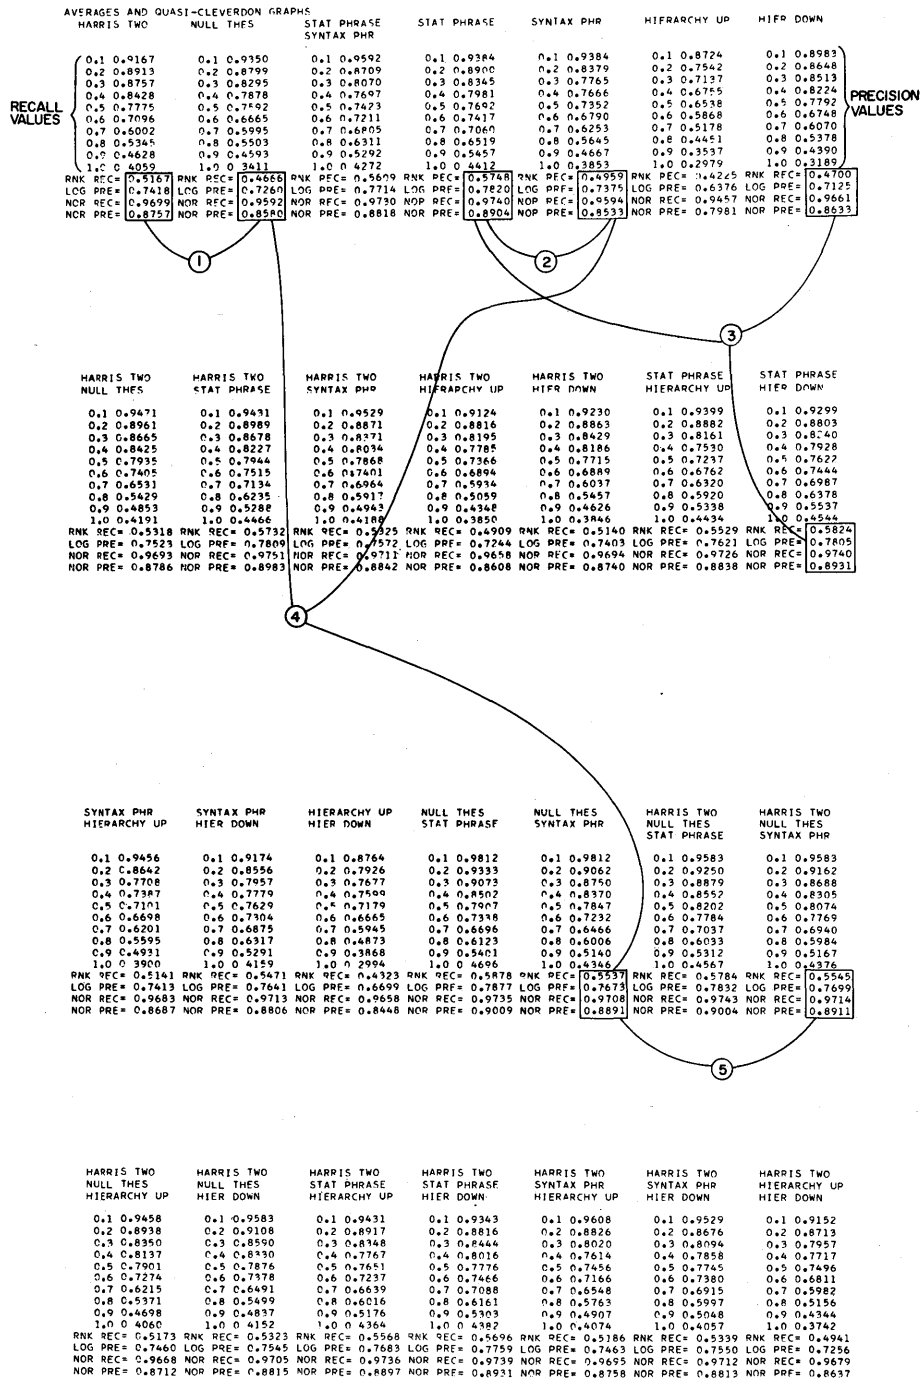 AVERAGES AND QUASI-CLEVERDON GRAPHS
HARRIS TWO NULL THES STAT PHRASE STAT PHRASE SYNTAX PHR HIERARCHY UP HIER DOWN
SYNTAX PHR
0.1 0.9167 0.1 0.9350 0.1 0.9592 0.1 0.9384 0.1 0.9384 0.1 0.8724 0.1 0.8983
0.2 0.8913 0.2 0.8799 0.2 0.8709 0.2 0.8900 0.2 0.8379 0.2 0.7542 0.2 0.8648
0.3 0.8757 0.3 0.8295 0.3 0.8070 0.3 0.8345 0.3 0.7765 0.3 0.7137 0.3 0.8513
0.4 0.8428 0.4 0.7878 0.4 0.7697 0.4 0.7981 0.4 0.7666 0.4 0.6755 0.4 0.8224
RECALL VALUES
0.5 0.7775 0.5 0.7592 0.5 0.7423 0.5 0.7692 0.5 0.7352 0.5 0.6538 0.5 0.7792
PRECISION VALUES
0.6 0.7096 0.6 0.6665 0.6 0.7211 0.6 0.7417 0.6 0.6790 0.6 0.5868 0.6 0.6748
0.7 0.6002 0.7 0.5995 0.7 0.6805 0.7 0.7060 0.7 0.6253 0.7 0.5178 0.7 0.6070
0.8 0.5345 0.8 0.5503 0.8 0.6311 0.8 0.6519 0.8 0.5645 0.8 0.4451 0.8 0.5378
0.9 0.4628 0.9 0.4593 0.9 0.5292 0.9 0.5457 0.9 0.4667 0.9 0.3537 0.9 0.4390
1.0 0 4059 1.0 0 3411 1.0 0 4272 1.0 0 4412 1.0 0.3853 1.0 0.2979 1.0 0.3189
RNK REC= 0.5167 RNK REC= 0.4666 RNK REC= 0.5609 RNK REC= 0.5748 RNK REC= 0.4959 RNK REC= 0.4225 RNK REC= 0.4700
LOG PRE= 0.7418 LOG PRE= 0.7260 LOG PRE= 0.7714 LOG PRE= 0.7820 LOG PRE= 0.7375 LOG PRE= 0.6376 LOG PRE= 0.7125
NOR REC= 0.9699 NOR REC= 0.9592 NOR REC= 0.9730 NOR REC= 0.9740 NOR REC= 0.9594 NOR REC= 0.9457 NOR REC= 0.9661
NOR PRE= 0.8757 NOR PRE= 0.8580 NOR PRE= 0.8818 NOR PRE= 0.8904 NOR PRE= 0.8533 NOR PRE= 0.7981 NOR PRE= 0.8633
1 2
3
HARRIS TWO HARRIS TWO HARRIS TWO HARRIS TWO HARRIS TWO STAT PHRASE STAT PHRASE
NULL THES STAT PHRASE SYNTAX PHR HIERARCHY UP HIER DOWN HIERARCHY UP HIER DOWN
0.1 0.9471 0.1 0.9431 0.1 0.9529 0.1 0.9124 0.1 0.9230 0.1 0.9399 0.1 0.9299
0.2 0.8961 0.2 0.8989 0.2 0.8871 0.2 0.8816 0.2 0.8863 0.2 0.8882 0.2 0.8803
0.3 0.8665 0.3 0.8678 0.3 0.8371 0.3 0.8195 0.3 0.8429 0.3 0.8161 0.3 0.8240
0.4 0.8425 0.4 0.8227 0.4 0.8034 0.4 0.7785 0.4 0.8186 0.4 0.7530 0.4 0.7928
0.5 0.7935 0.5 0.7944 0.5 0.7868 0.5 0.7366 0.5 0.7715 0.5 0.7237 0.5 0.7622
0.6 0.7405 0.6 0.7515 0.6 0.7401 0.6 0.6894 0.6 0.6889 0.6 0.6762 0.6 0.7444
0.7 0.6531 0.7 0.7134 0.7 0.6964 0.7 0.5934 0.7 0.6037 0.7 0.6320 0.7 0.6987
0.8 0.5429 0.8 0.6235 0.8 0.5917 0.8 0.5059 0.8 0.5457 0.8 0.5920 0.8 0.6378
0.9 0.4853 0.9 0.5288 0.9 0.4943 0.9 0.4348 0.9 0.4626 0.9 0.5338 0.9 0.5537
1.0 0.4191 1.0 0.4466 1.0 0.4188 1.0 0.3850 1.0 0.3846 1.0 0.4434 1.0 0.4544
RNK REC= 0.5318 RNK REC= 0.5732 RNK REC= 0.5325 RNK REC= 0.4909 RNK REC= 0.5140 RNK REC= 0.5529 RNK REC= 0.5824
LOG PRE= 0.7523 LOG PRE= 0.7809 LOG PRE= 0.7572 LOG PRE= 0.7244 LOG PRE= 0.7403 LOG PRE= 0.7621 LOG PRE= 0.7805
NOR REC= 0.9693 NOR REC= 0.9751 NOR REC= 0.9711 NOR REC= 0.9658 NOR REC= 0.9694 NOR REC= 0.9726 NOR REC= 0.9740
NOR PRE= 0.8786 NOR PRE= 0.8983 NOR PRE= 0.8842 NOR PRE= 0.8608 NOR PRE= 0.8740 NOR PRE= 0.8838 NOR PRE= 0.8931
4
SYNTAX PHR SYNTAX PHR HIERARCHY UP NULL THES NULL THES HARRIS TWO HARRIS TWO
HIERARCHY UP HIER DOWN HIER DOWN STAT PHRASE SYNTAX PHR NULL THES NULL THES
STAT PHRASE SYNTAX PHR
0.1 0.9456 0.1 0.9174 0.1 0.8764 0.1 0.9812 0.1 0.9812 0.1 0.9583 0.1 0.9583
0.2 0.8642 0.2 0.8556 0.2 0.7926 0.2 0.9333 0.2 0.9062 0.2 0.9250 0.2 0.9162
0.3 0.7708 0.3 0.7957 0.3 0.7677 0.3 0.9073 0.3 0.8750 0.3 0.8879 0.3 0.8688
0.4 0.7387 0.4 0.7779 0.4 0.7599 0.4 0.8502 0.4 0.8370 0.4 0.8552 0.4 0.8305
0.5 0.7101 0.5 0.7629 0.5 0.7179 0.5 0.7907 0.5 0.7847 0.5 0.8202 0.5 0.8074
0.6 0.6698 0.6 0.7304 0.6 0.6665 0.6 0.7338 0.6 0.7232 0.6 0.7784 0.6 0.7769
0.7 0.6201 0.7 0.6875 0.7 0.5945 0.7 0.6696 0.7 0.6466 0.7 0.7037 0.7 0.6940
0.8 0.5595 0.8 0.6317 0.8 0.4873 0.8 0.6123 0.8 0.6006 0.8 0.6033 0.8 0.5984
0.9 0.4931 0.9 0.5291 0.9 0.3868 0.9 0.5401 0.9 0.5140 0.9 0.5312 0.9 0.5167
1.0 0 3900 1.0 0 4159 1.0 0 2994 1.0 0 4696 1.0 0.4346 1.0 0.4567 1.0 0.4376
RNK REC= 0.5141 RNK REC= 0.5471 RNK REC= 0.4323 RNK REC= 0.5878 RNK REC= 0.5537 RNK REC= 0.5784 RNK REC= 0.5545
LOG PRE= 0.7413 LOG PRE= 0.7641 LOG PRE= 0.6699 LOG PRE= 0.7877 LOG PRE= 0.7673 LOG PRE= 0.7832 LOG PRE= 0.7699
NOR REC= 0.9683 NOR REC= 0.9713 NOR REC= 0.9658 NOR REC= 0.9735 NOR REC= 0.9708 NOR REC= 0.9743 NOR REC= 0.9714
NOR PRE= 0.8687 NOR PRE= 0.8806 NOR PRE= 0.8448 NOR PRE= 0.9009 NOR PRE= 0.8891 NOR PRE= 0.9004 NOR PRE= 0.8911
5
HARRIS TWO HARRIS TWO HARRIS TWO HARRIS TWO HARRIS TWO HARRIS TWO HARRIS TWO
NULL THES NULL THES STAT PHRASE STAT PHRASE SYNTAX PHR SYNTAX PHR HIERARCHY UP
HIERARCHY UP HIER DOWN HIERARCHY UP HIER DOWN HIERARCHY UP HIER DOWN HIER DOWN
0.1 0.9458 0.1 0.9583 0.1 0.9431 0.1 0.9343 0.1 0.9608 0.1 0.9529 0.1 0.9152
0.2 0.8938 0.2 0.9108 0.2 0.8917 0.2 0.8816 0.2 0.8826 0.2 0.8676 0.2 0.8713
0.3 0.8350 0.3 0.8590 0.3 0.8348 0.3 0.8444 0.3 0.8020 0.3 0.8094 0.3 0.7957
0.4 0.8137 0.4 0.8330 0.4 0.7767 0.4 0.8016 0.4 0.7614 0.4 0.7858 0.4 0.7717
0.5 0.7901 0.5 0.7876 0.5 0.7651 0.5 0.7776 0.5 0.7456 0.5 0.7745 0.5 0.7496
0.6 0.7274 0.6 0.7378 0.6 0.7237 0.6 0.7466 0.6 0.7166 0.6 0.7380 0.6 0.6811
0.7 0.6215 0.7 0.6491 0.7 0.6639 0.7 0.7088 0.7 0.6548 0.7 0.6915 0.7 0.5982
0.8 0.5371 0.8 0.5499 0.8 0.6016 0.8 0.6161 0.8 0.5763 0.8 0.5997 0.8 0.5156
0.9 0.4698 0.9 0.4837 0.9 0.5176 0.9 0.5303 0.9 0.4907 0.9 0.5048 0.9 0.4344
1.0 0 4060 1.0 0 4152 1.0 0 4364 1.0 0 4382 1.0 0.4074 1.0 0.4057 1.0 0.3742
RNK REC= 0.5173 RNK REC= 0.5323 RNK REC= 0.5568 RNK REC= 0.5696 RNK REC= 0.5186 RNK REC= 0.5339 RNK REC= 0.4941
LOG PRE= 0.7460 LOG PRE= 0.7545 LOG PRE= 0.7683 LOG PRE= 0.7759 LOG PRE= 0.7463 LOG PRE= 0.7550 LOG PRE= 0.7256
NOR REC= 0.9668 NOR REC= 0.9705 NOR REC= 0.9736 NOR REC= 0.9739 NOR REC= 0.9695 NOR REC= 0.9712 NOR REC= 0.9679
NOR PRE= 0.8712 NOR PRE= 0.8815 NOR PRE= 0.8897 NOR PRE= 0.8931 NOR PRE= 0.8758 NOR PRE= 0.8813 NOR PRE= 0.8637